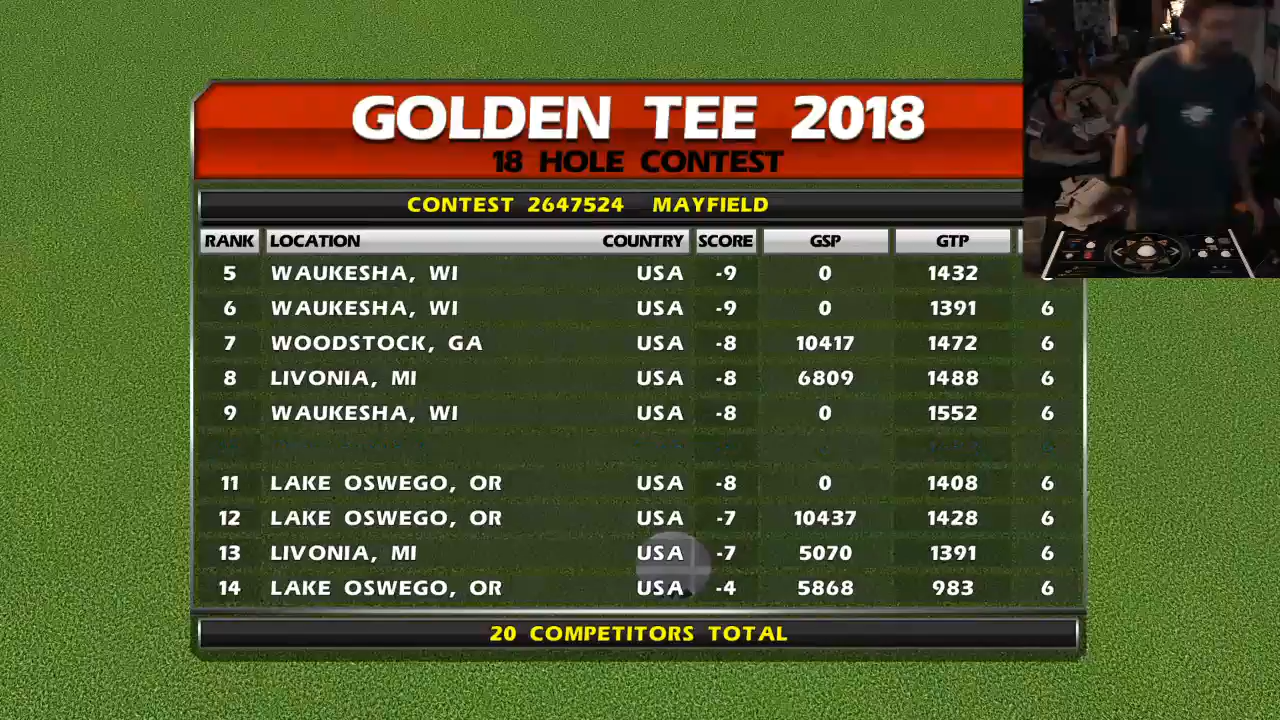 GOLDEN TEE 2018
18 HOLE CONTEST
CONTEST 2647524 MAYFIELD
RANK LOCATION COUNTRY SCORE GSP GTP
5 WAUKESHA, WI USA -9 0 1432
6 WAUKESHA, WI USA -9 0 1391 6
7 WOODSTOCK, GA USA -8 10417 1472 6
8 LIVONIA, MI USA -8 6809 1488 6
9 WAUKESHA, WI USA -8 0 1552 6
11 LAKE OSWEGO, OR USA -8 0 1408 6
12 LAKE OSWEGO, OR USA -7 10437 1428 6
13 LIVONIA, MI USA -7 5070 1391 6
14 LAKE OSWEGO, OR USA -4 5868 983 6
20 COMPETITORS TOTAL